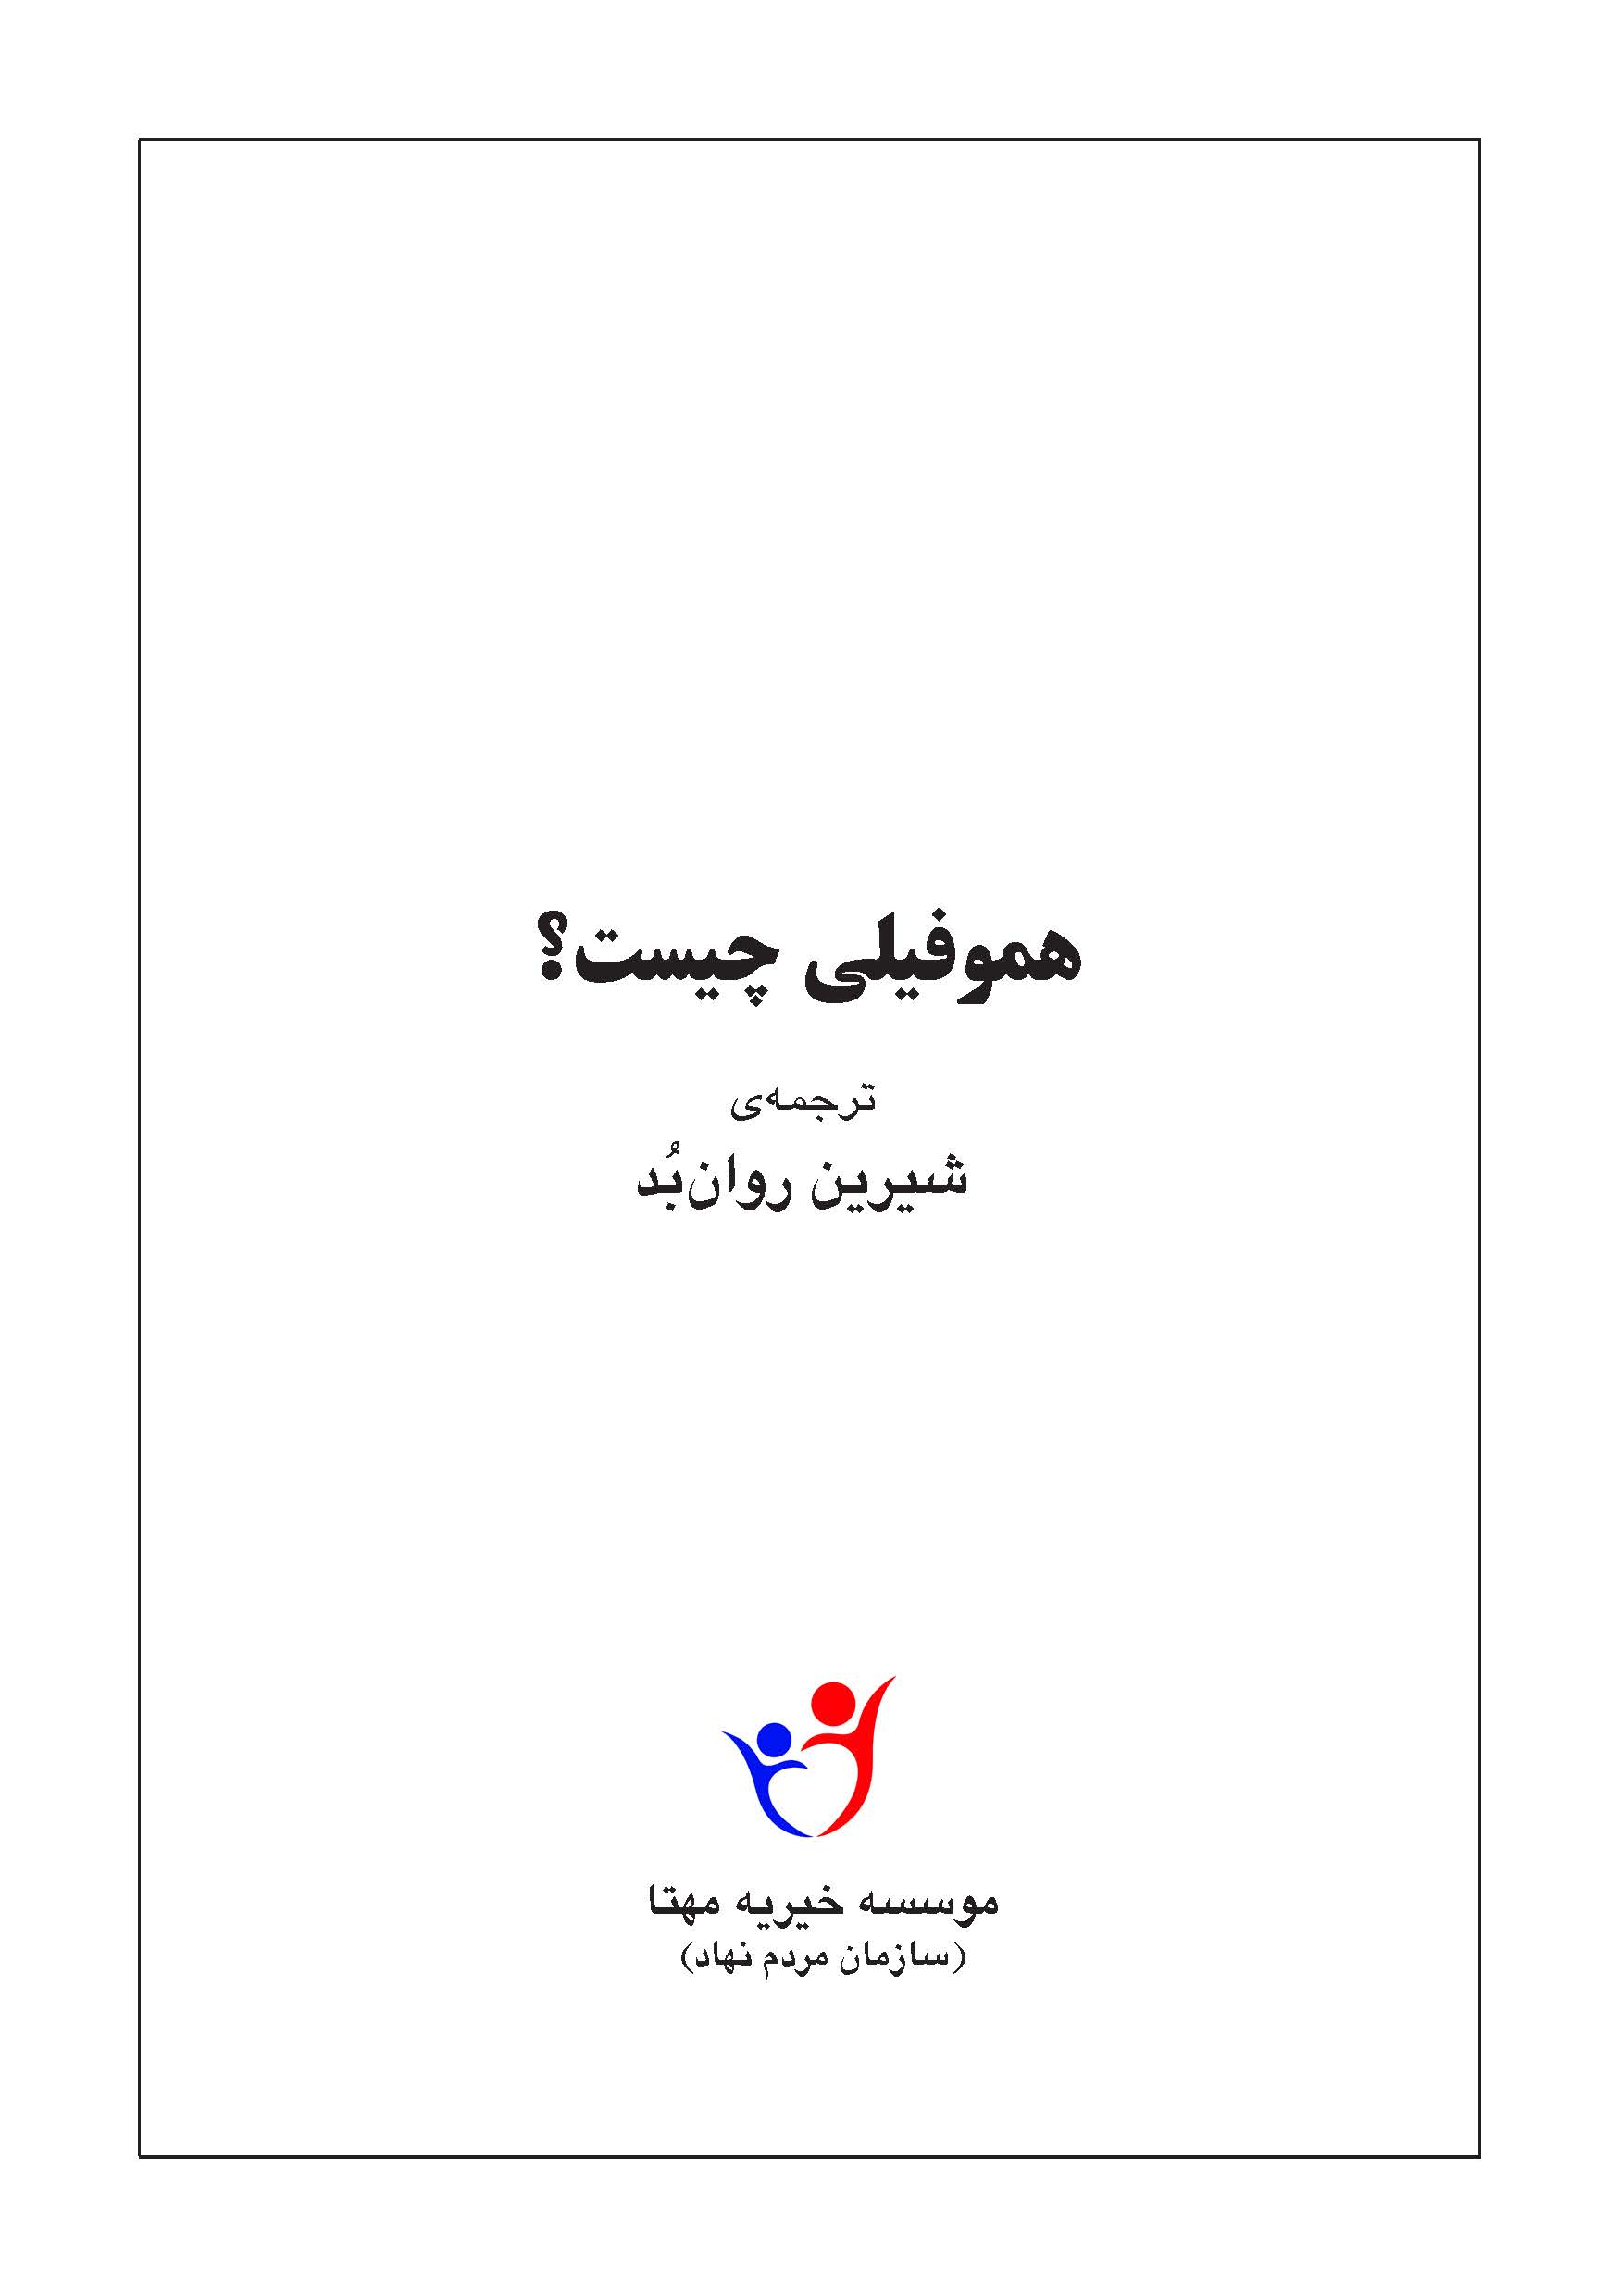 هموفیلی چیست؟
ترجمه‌ی
شیرین روان‌بُد
موسسه خیریه مهتا
(سازمان مردم نهاد)